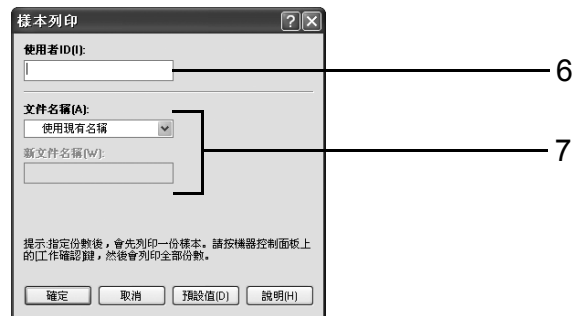 樣本列印
使用者ID(I):
6
文件名稱(A):
使用現有名稱
新文件名稱(W):
7
提示:指定份數後，會先列印一份樣本。請按機器控制面板上
的[工作確認]鍵，然後會列印全部份數。
確定 取消 預設值(D) 說明(H)